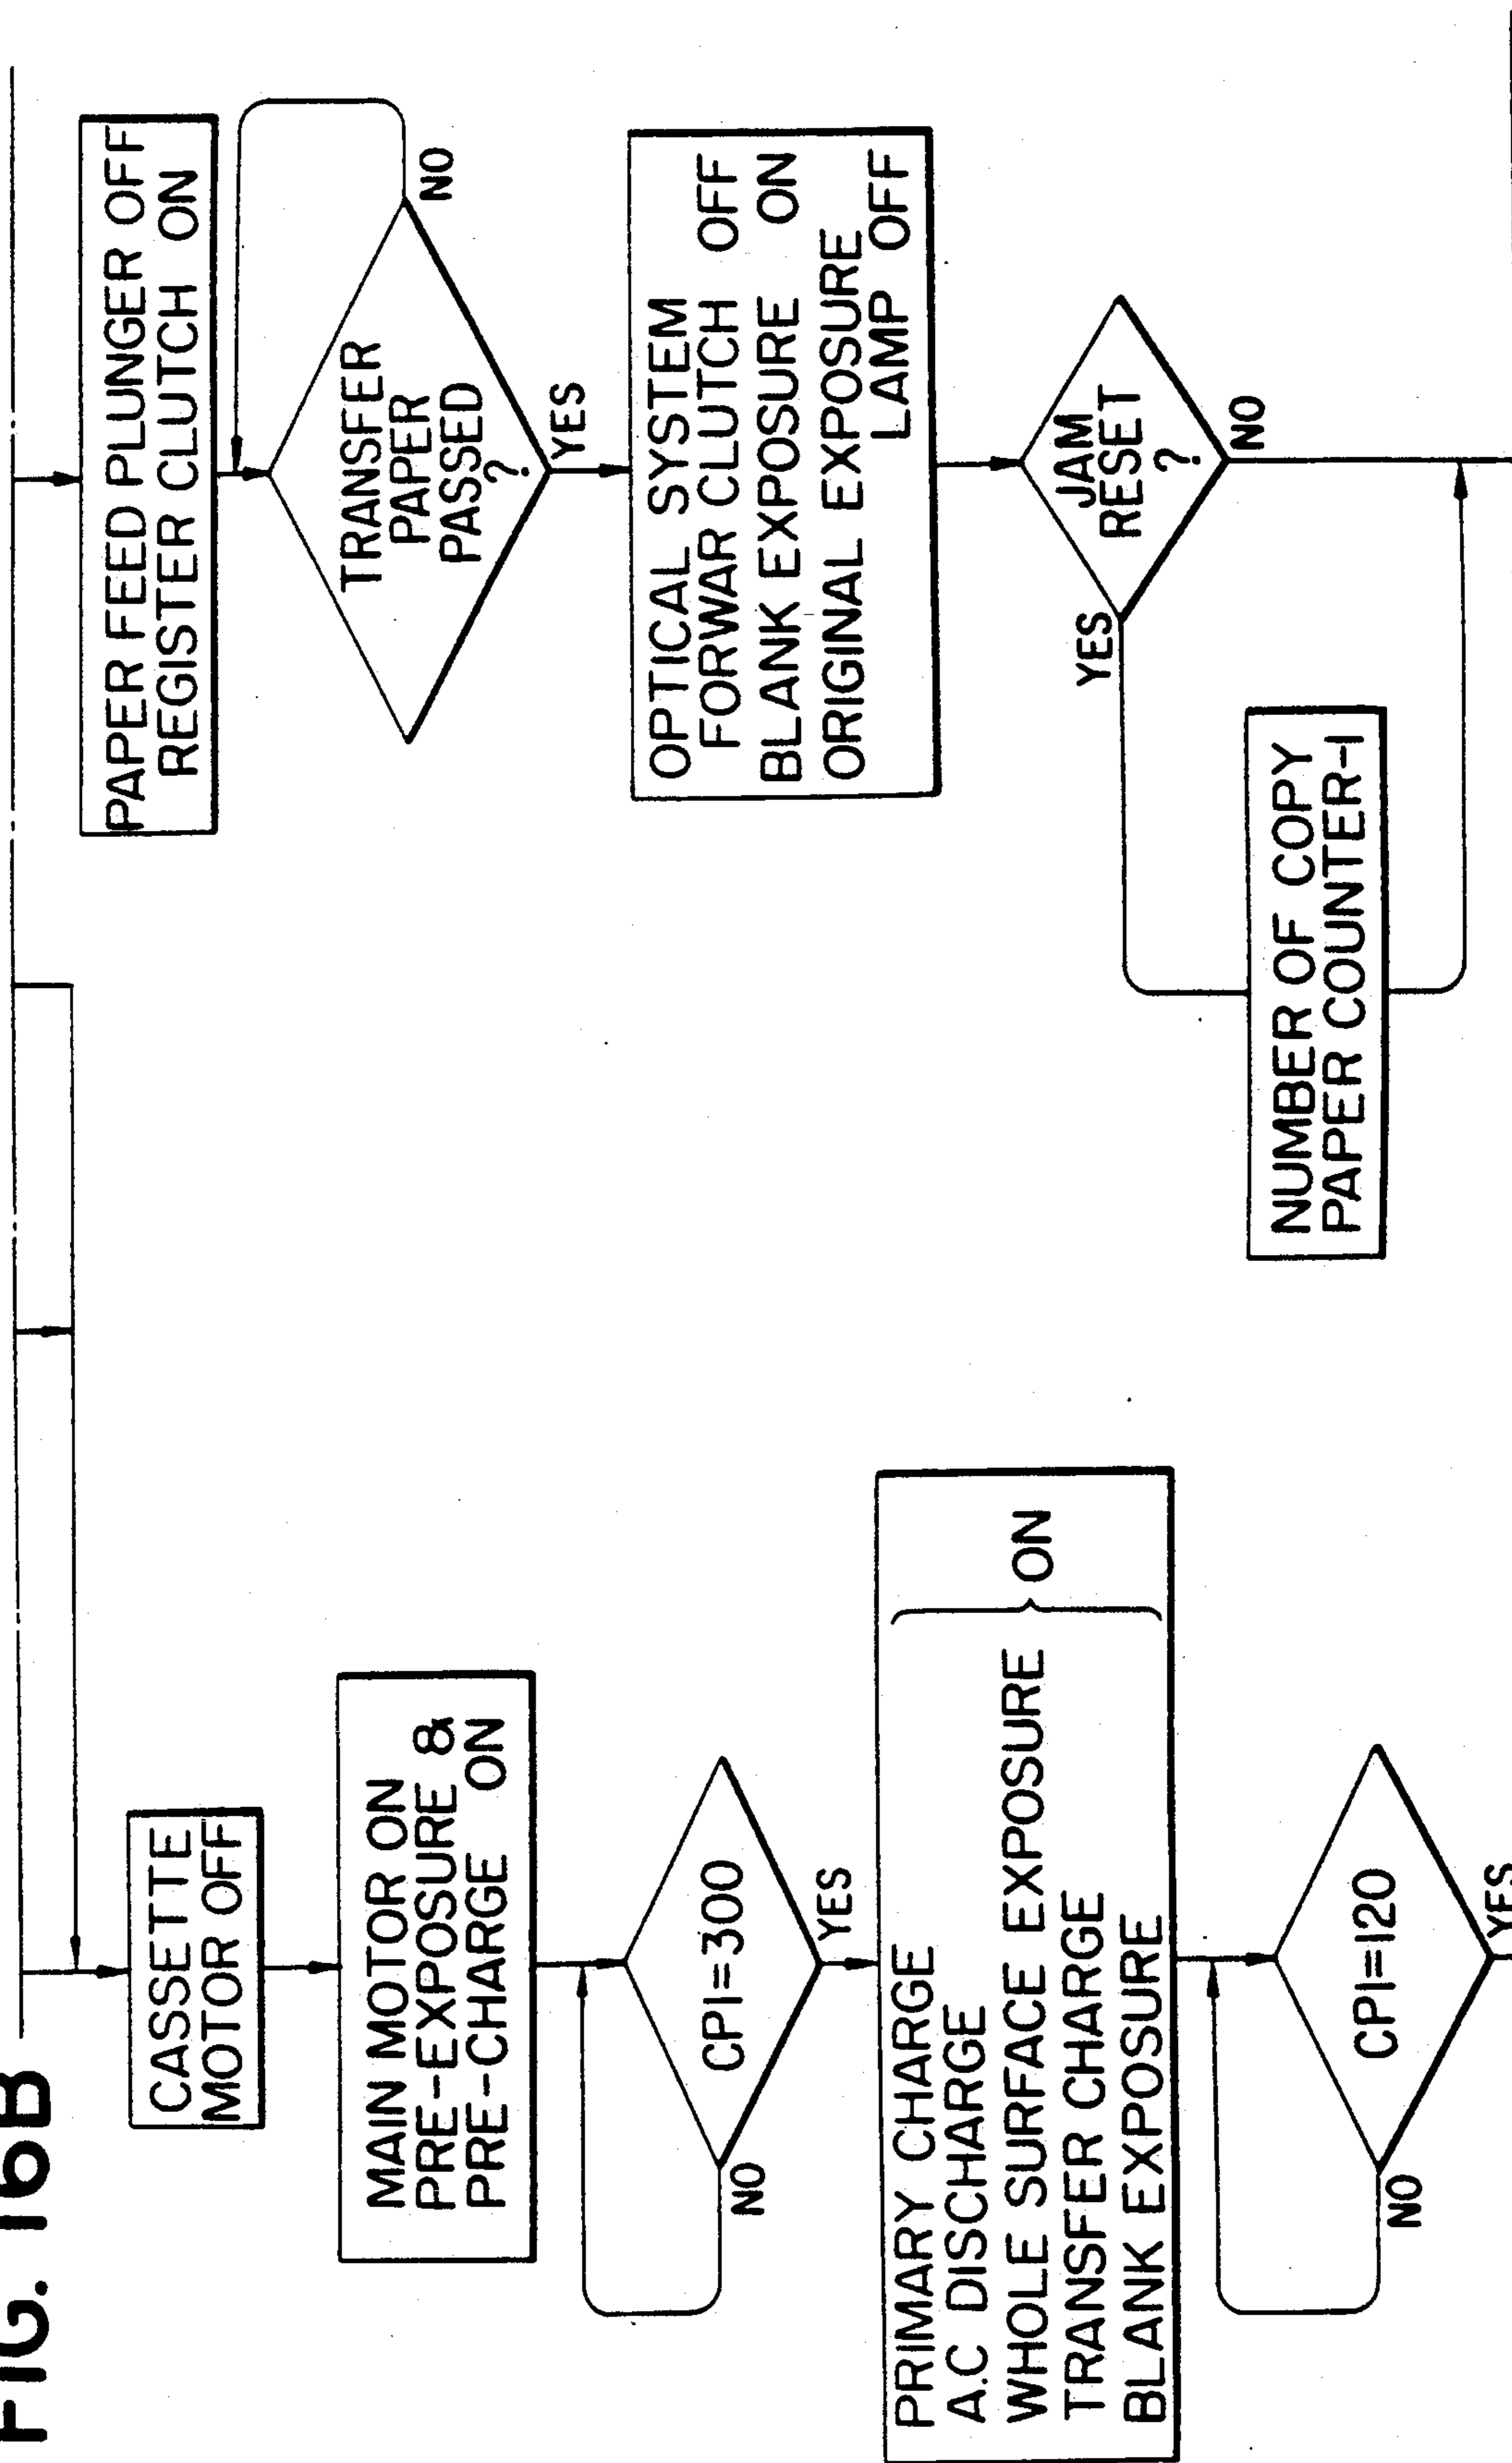 FIG. 16B
CASSETTE
MOTOR OFF
MAIN MOTOR ON
PRE-EXPOSURE &
PRE-CHARGE ON
CP1=300
NO
YES
PRIMARY CHARGE
A.C DISCHARGE
WHOLE SURFACE EXPOSURE
TRANSFER CHARGE
BLANK EXPOSURE
ON
CP1=120
NO
YES
PAPER FEED PLUNGER OFF
REGISTER CLUTCH ON
TRANSFER
PAPER
PASSED
?
NO
YES
OPTICAL SYSTEM
FORWAR CLUTCH OFF
BLANK EXPOSURE ON
ORIGINAL EXPOSURE
LAMP OFF
JAM
RESET
?
YES
NO
NUMBER OF COPY
PAPER COUNTER-1